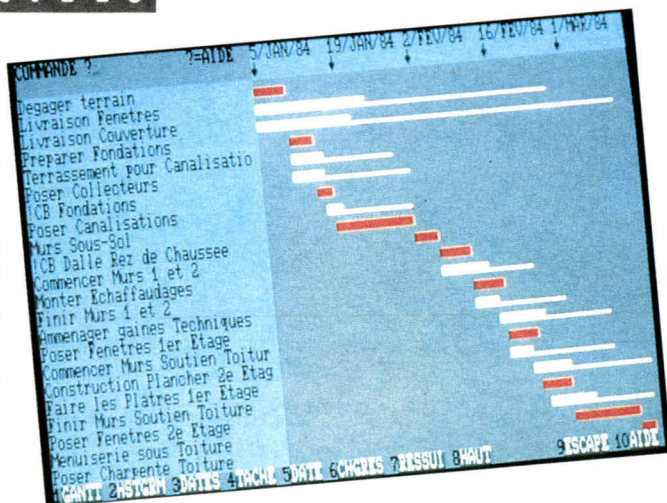 COMMANDE ?_ ?=AIDE 5/JAN/84 19/JAN/84 2/FEV/84 16/FEV/84 1/MAR/84
Degager terrain
Livraison Fenetres
Livraison Couverture
Preparer Fondations
Terrassement pour Canalisatio
Poser Collecteurs
!CB Fondations
Poser Canalisations
Murs Sous-Sol
!CB Dalle Rez de Chaussee
Commencer Murs 1 et 2
Monter Echaffaudages
Finir Murs 1 et 2
Ammenager gaines Techniques
Poser Fenetres 1er Etage
Commencer Murs Soutien Toitur
Construction Plancher 2e Etag
Faire les Platres 1er Etage
Finir Murs Soutien Toiture
Poser Fenetres 2e Etage
Menuiserie sous Toiture
Poser Charpente Toiture
1GANTT 2HSTGRM 3DATES 4TACHE 5DATE 6CHGRES 7RESSUI 8HAUT 9ESCAPE 10AIDE